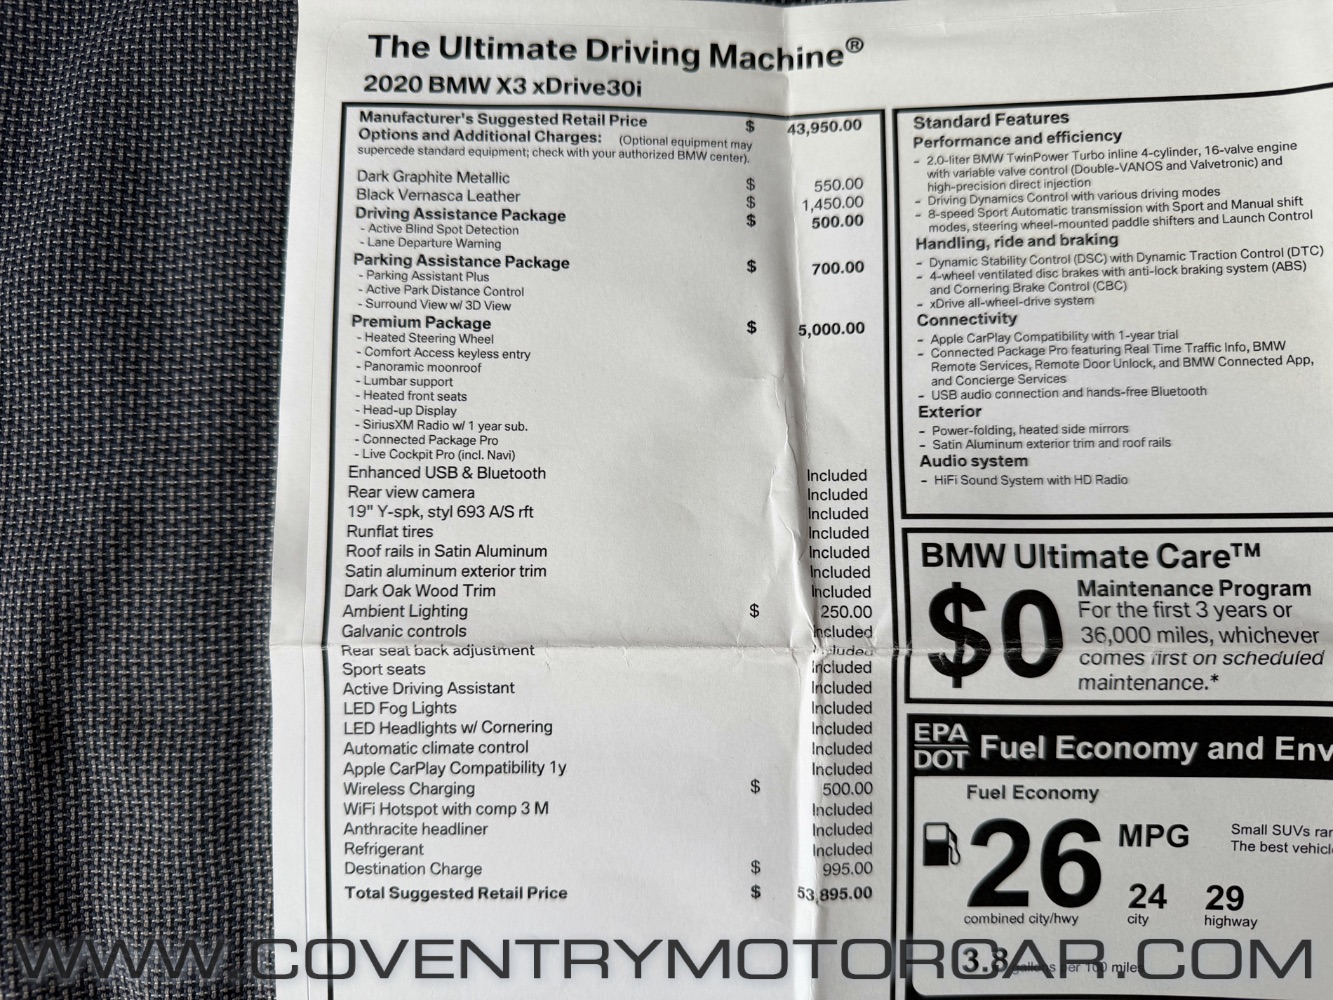 The Ultimate Driving Machine®
2020 BMW X3 xDrive30i
Manufacturer's Suggested Retail Price $ 43,950.00
Options and Additional Charges: (Optional equipment may
supercede standard equipment; check with your authorized BMW center).
Dark Graphite Metallic $ 550.00
Black Vernasca Leather $ 1,450.00
Driving Assistance Package $ 500.00
- Active Blind Spot Detection
- Lane Departure Warning
Parking Assistance Package $ 700.00
- Parking Assistant Plus
- Active Park Distance Control
- Surround View w/ 3D View
Premium Package $ 5,000.00
- Heated Steering Wheel
- Comfort Access keyless entry
- Panoramic moonroof
- Lumbar support
- Heated front seats
- Head-up Display
- SiriusXM Radio w/ 1 year sub.
- Connected Package Pro
- Live Cockpit Pro (incl. Navi)
Enhanced USB & Bluetooth Included
Rear view camera Included
19" Y-spk, styl 693 A/S rft Included
Runflat tires Included
Roof rails in Satin Aluminum Included
Satin aluminum exterior trim Included
Dark Oak Wood Trim Included
Ambient Lighting $ 250.00
Galvanic controls Included
Rear seat back adjustment Included
Sport seats Included
Active Driving Assistant Included
LED Fog Lights Included
LED Headlights w/ Cornering Included
Automatic climate control Included
Apple CarPlay Compatibility 1y Included
Wireless Charging $ 500.00
WiFi Hotspot with comp 3 M Included
Anthracite headliner Included
Refrigerant Included
Destination Charge $ 995.00
Total Suggested Retail Price $ 53,895.00
Standard Features
Performance and efficiency
- 2.0-liter BMW TwinPower Turbo inline 4-cylinder, 16-valve engine
with variable valve control (Double-VANOS and Valvetronic) and
high-precision direct injection
- Driving Dynamics Control with various driving modes
- 8-speed Sport Automatic transmission with Sport and Manual shift
modes, steering wheel-mounted paddle shifters and Launch Control
Handling, ride and braking
- Dynamic Stability Control (DSC) with Dynamic Traction Control (DTC)
- 4-wheel ventilated disc brakes with anti-lock braking system (ABS)
and Cornering Brake Control (CBC)
- xDrive all-wheel-drive system
Connectivity
- Apple CarPlay Compatibility with 1-year trial
- Connected Package Pro featuring Real Time Traffic Info, BMW
Remote Services, Remote Door Unlock, and BMW Connected App,
and Concierge Services
- USB audio connection and hands-free Bluetooth
Exterior
- Power-folding, heated side mirrors
- Satin Aluminum exterior trim and roof rails
Audio system
- HiFi Sound System with HD Radio
BMW Ultimate Care™
$0
Maintenance Program
For the first 3 years or
36,000 miles, whichever
comes first on scheduled
maintenance.*
EPA
DOT
Fuel Economy and Env
Fuel Economy
26 MPG
Small SUVs rar
The best vehicl
24 29
combined city/hwy city highway
3.8 gallons per 100 miles
WWW.COVENTRYMOTORCAR.COM